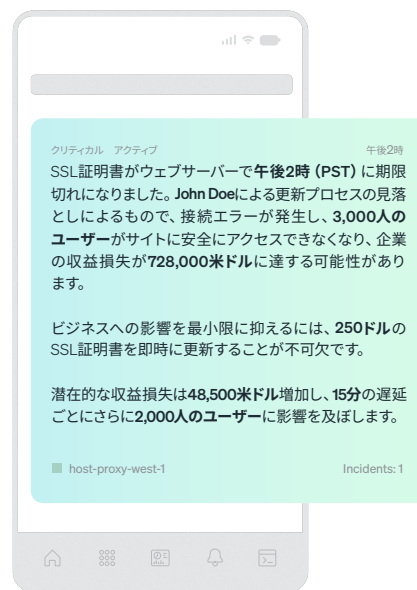 クリティカル アクティブ 午後2時
SSL証明書がウェブサーバーで午後2時（PST）に期限
切れになりました。John Doeによる更新プロセスの見落
としによるもので、接続エラーが発生し、3,000人の
ユーザーがサイトに安全にアクセスできなくなり、企業
の収益損失が728,000米ドルに達する可能性があり
ます。
ビジネスへの影響を最小限に抑えるには、250ドルの
SSL証明書を即時に更新することが不可欠です。
潜在的な収益損失は48,500米ドル増加し、15分の遅延
ごとにさらに2,000人のユーザーに影響を及ぼします。
host-proxy-west-1 Incidents: 1